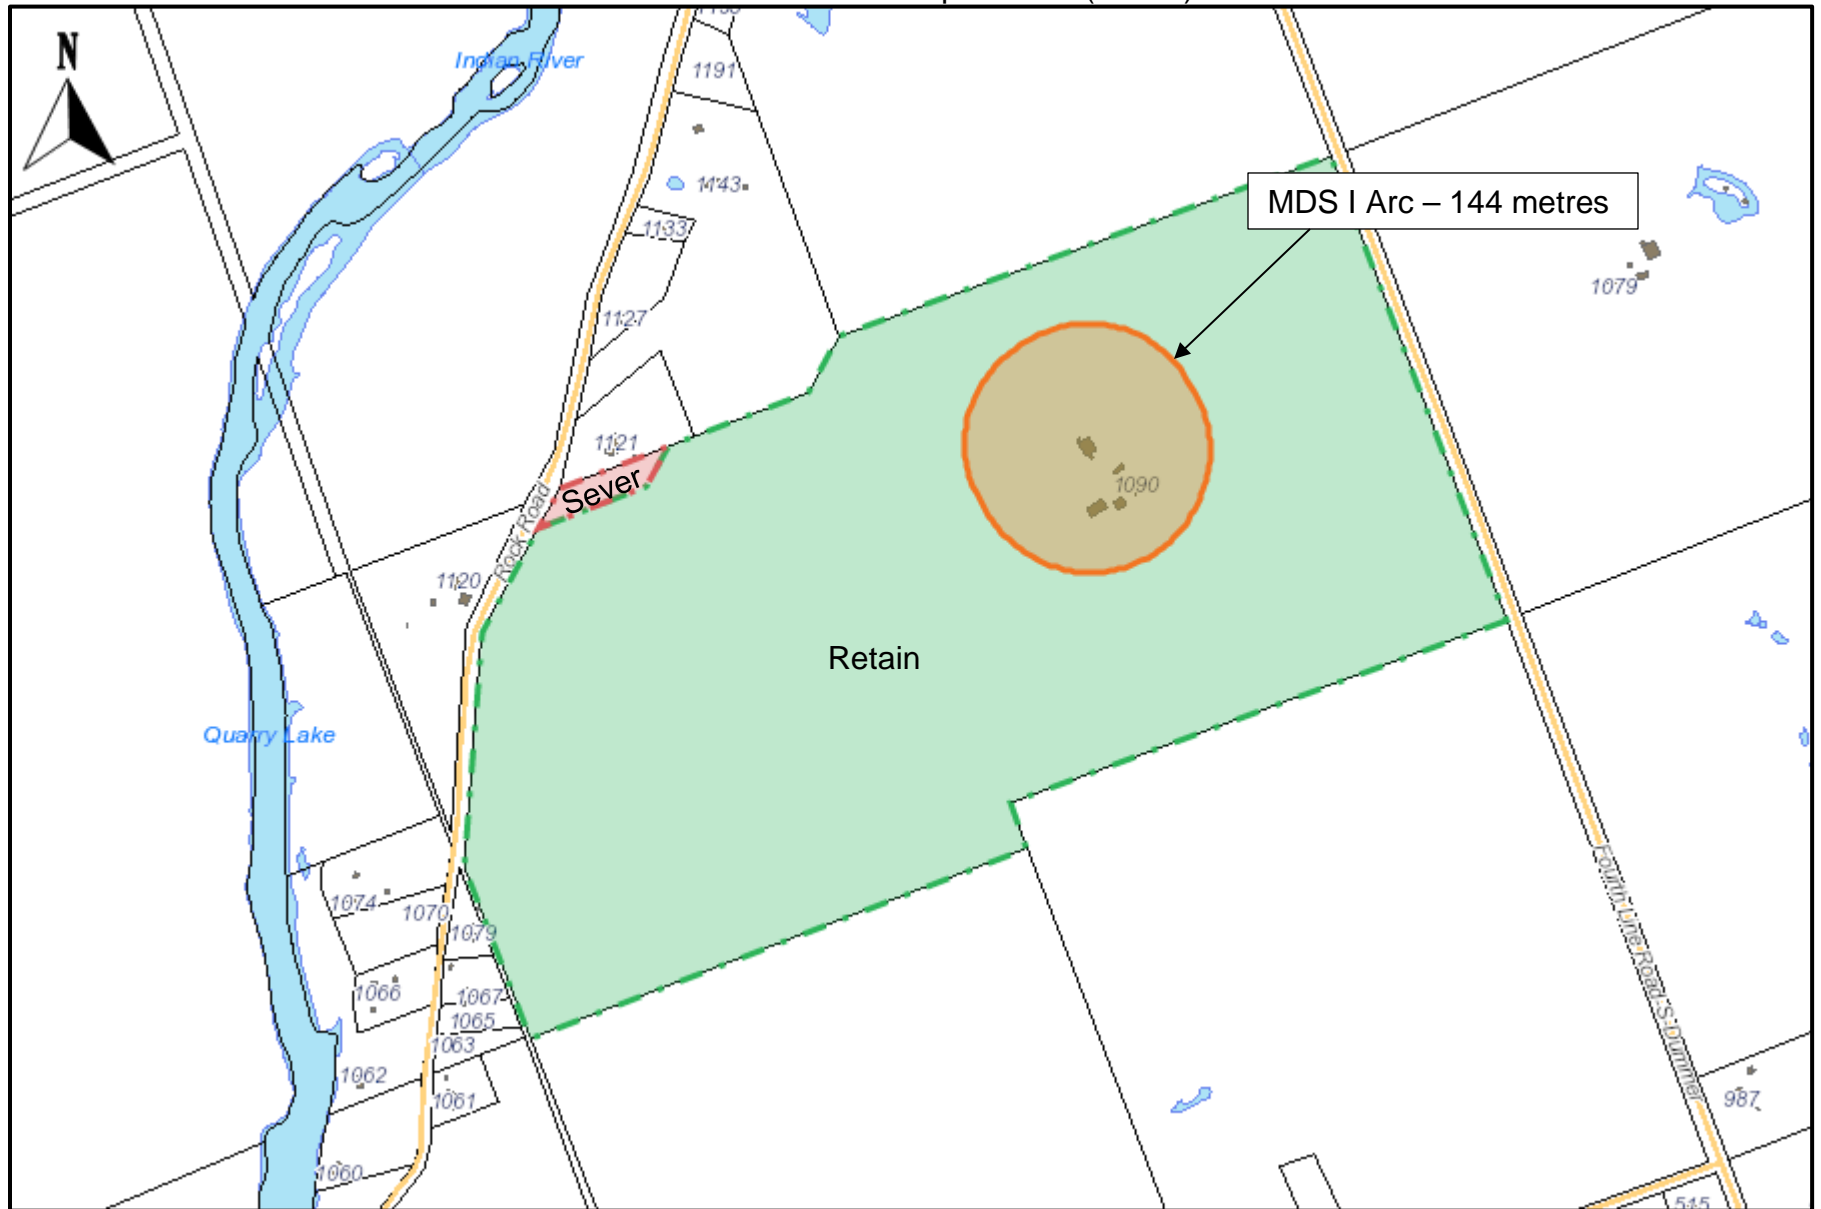 N
Indian River
1191
1143
1133
1127
1121
Sever
Rock Road
1120
MDS I Arc – 144 metres
1079
1090
Retain
Quarry Lake
1074
1070
1079
1066
1067
1065
1063
1062
1061
1060
Fourth Line Road-S-Dummer
987
515